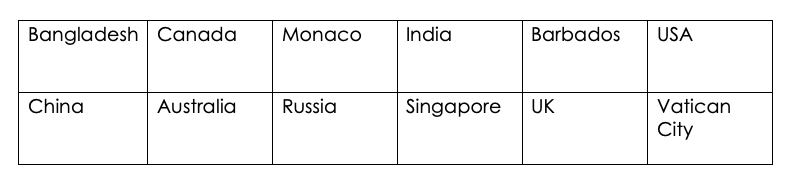 Bangladesh Canada Monaco India Barbados USA
China Australia Russia Singapore UK Vatican
City